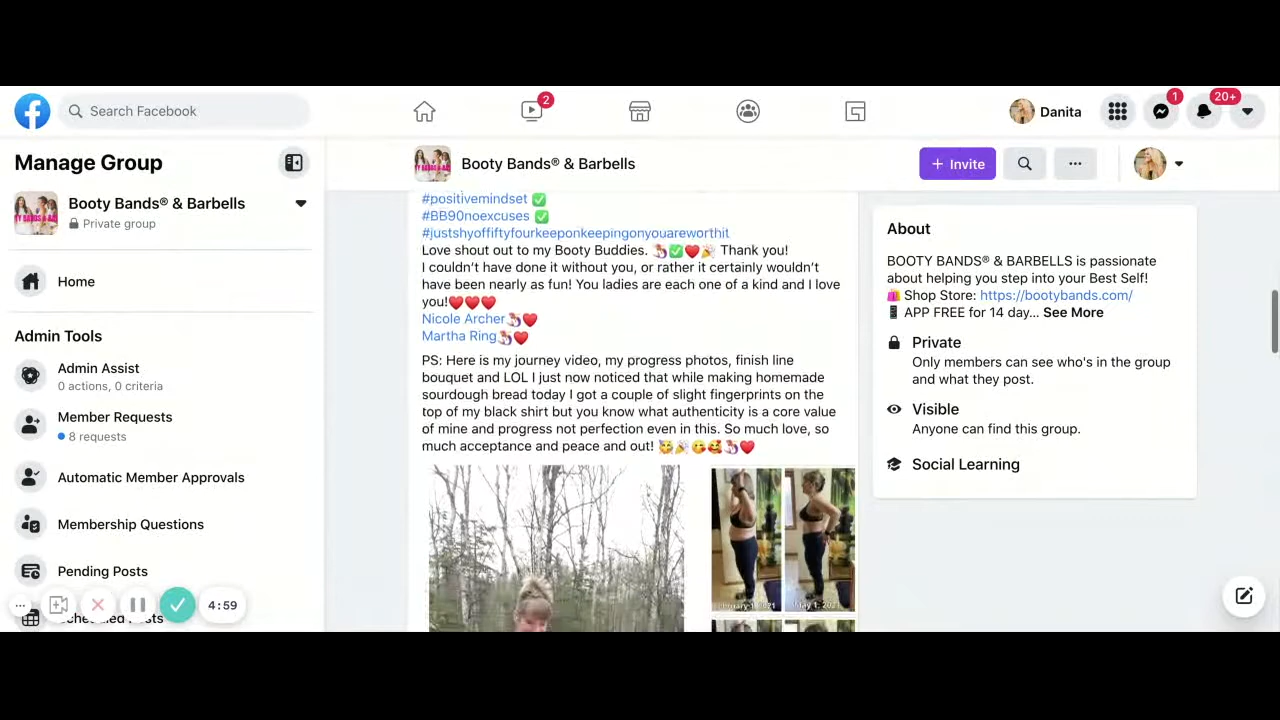 Search Facebook
2
Danita
1
20+
Manage Group
Booty Bands® & Barbells
Private group
Home
Admin Tools
Admin Assist
0 actions, 0 criteria
Member Requests
8 requests
Automatic Member Approvals
Membership Questions
Pending Posts
4:59
Booty Bands® & Barbells
+ Invite
#positivemindset ✅
#BB90noexcuses ✅
#justshyoffiftyfourkeeponkeepingonyouareworthit
Love shout out to my Booty Buddies. ✅❤️🎉 Thank you!
I couldn't have done it without you, or rather it certainly wouldn't
have been nearly as fun! You ladies are each one of a kind and I love
you!❤️❤️❤️
Nicole Archer❤️
Martha Ring❤️
PS: Here is my journey video, my progress photos, finish line
bouquet and LOL I just now noticed that while making homemade
sourdough bread today I got a couple of slight fingerprints on the
top of my black shirt but you know what authenticity is a core value
of mine and progress not perfection even in this. So much love, so
much acceptance and peace and out!
May 1, 2021
About
BOOTY BANDS® & BARBELLS is passionate
about helping you step into your Best Self!
🛍️ Shop Store: https://bootybands.com/
📱 APP FREE for 14 day... See More
Private
Only members can see who's in the group
and what they post.
Visible
Anyone can find this group.
Social Learning